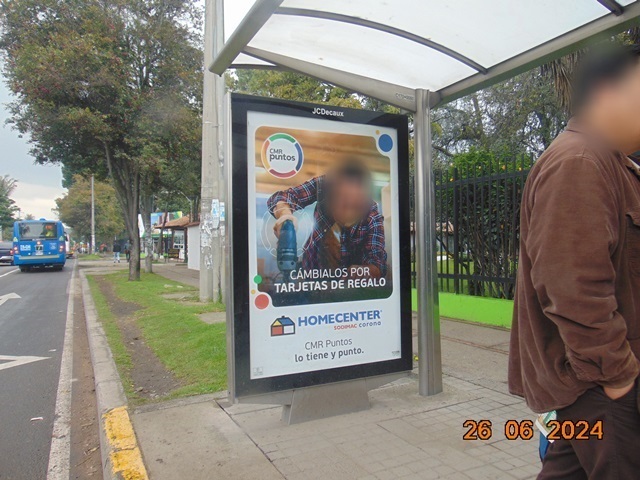 JCDecaux
CMR
puntos
CÁMBIALOS POR
TARJETAS DE REGALO
HOMECENTER
SODIMAC corona
CMR Puntos
lo tiene y punto.
26 06 2024